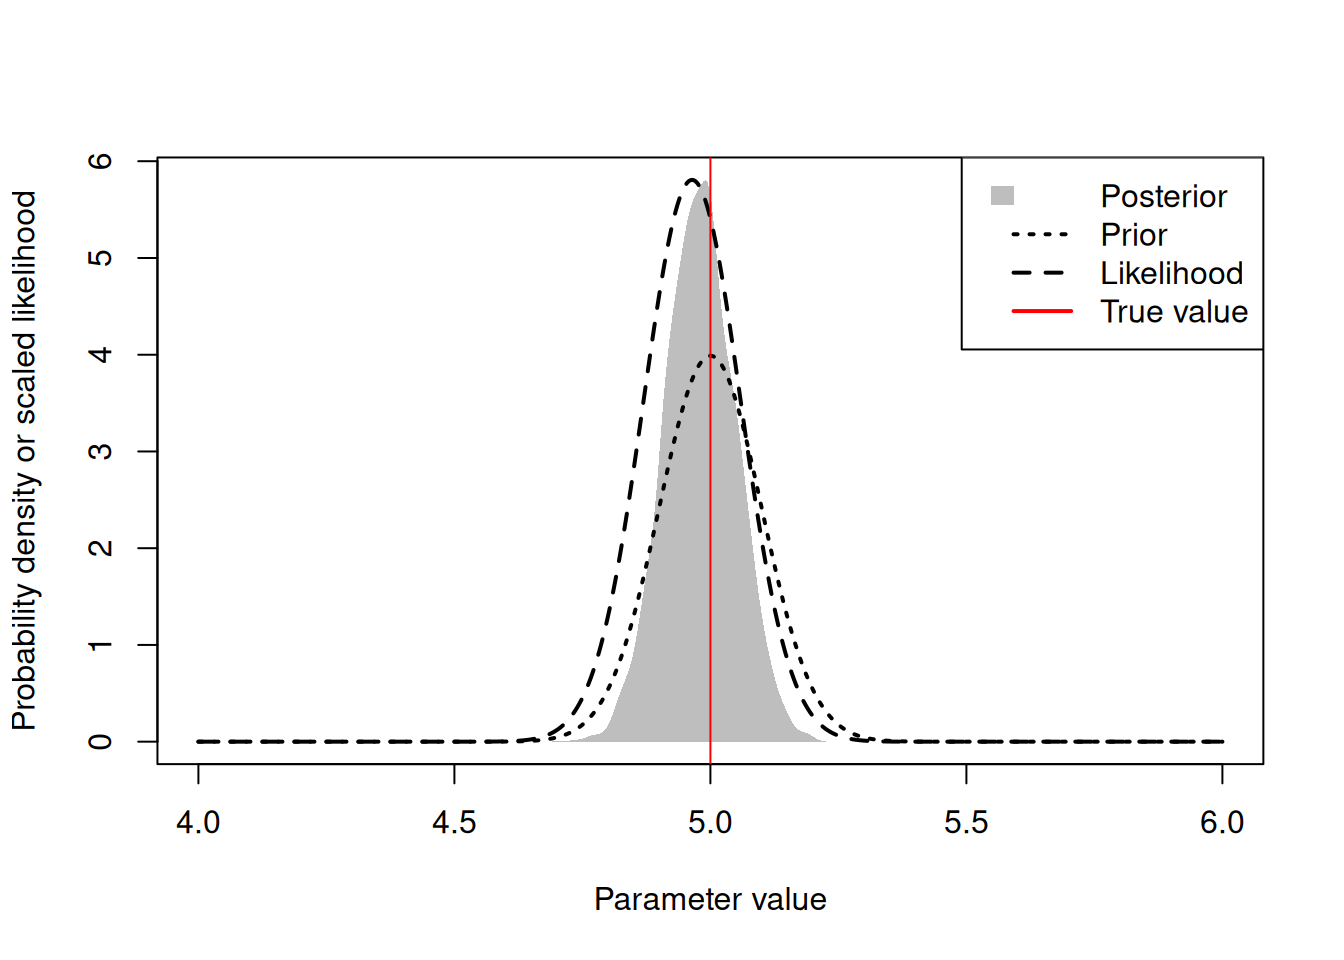 Probability density or scaled likelihood
6
5
4
3
2
1
0
Posterior
Prior
Likelihood
True value
4.0 4.5 5.0 5.5 6.0
Parameter value